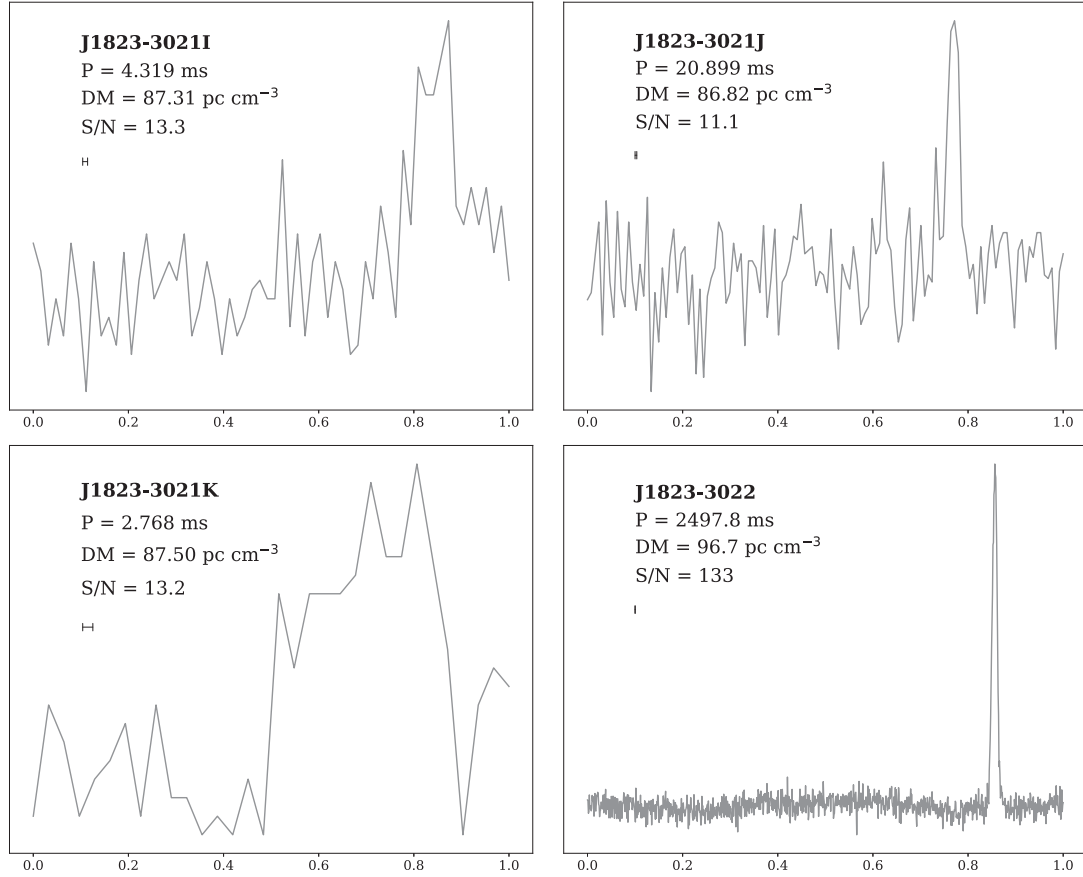 J1823-3021I
P = 4.319 ms
DM = 87.31 pc cm⁻³
S/N = 13.3
0.0 0.2 0.4 0.6 0.8 1.0
J1823-3021J
P = 20.899 ms
DM = 86.82 pc cm⁻³
S/N = 11.1
0.0 0.2 0.4 0.6 0.8 1.0
J1823-3021K
P = 2.768 ms
DM = 87.50 pc cm⁻³
S/N = 13.2
0.0 0.2 0.4 0.6 0.8 1.0
J1823-3022
P = 2497.8 ms
DM = 96.7 pc cm⁻³
S/N = 133
0.0 0.2 0.4 0.6 0.8 1.0